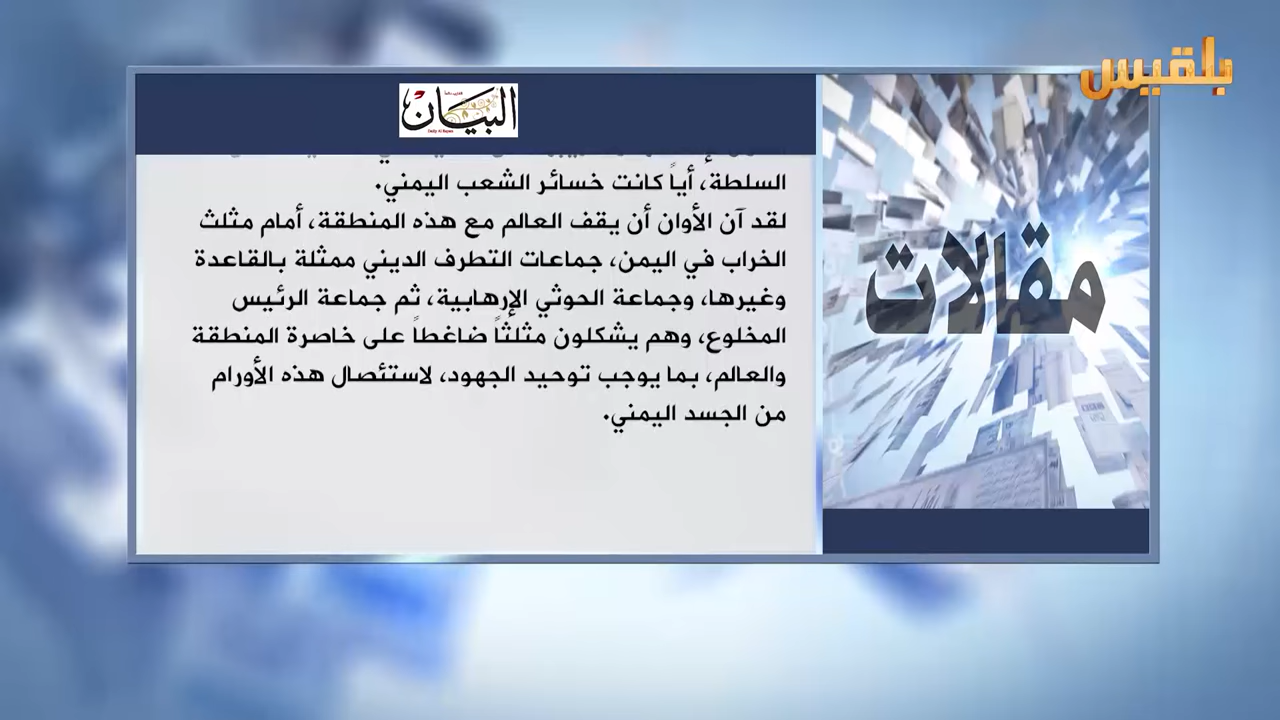 بلقيس
البيان
السلطة، أياً كانت خسائر الشعب اليمني.
لقد آن الأوان أن يقف العالم مع هذه المنطقة، أمام مثلث
الخراب في اليمن، جماعات التطرف الديني ممثلة بالقاعدة
وغيرها، وجماعة الحوثي الإرهابية، ثم جماعة الرئيس
المخلوع، وهم يشكلون مثلثاً ضاغطاً على خاصرة المنطقة
والعالم، بما يوجب توحيد الجهود، لاستئصال هذه الأورام
من الجسد اليمني.
مقالات